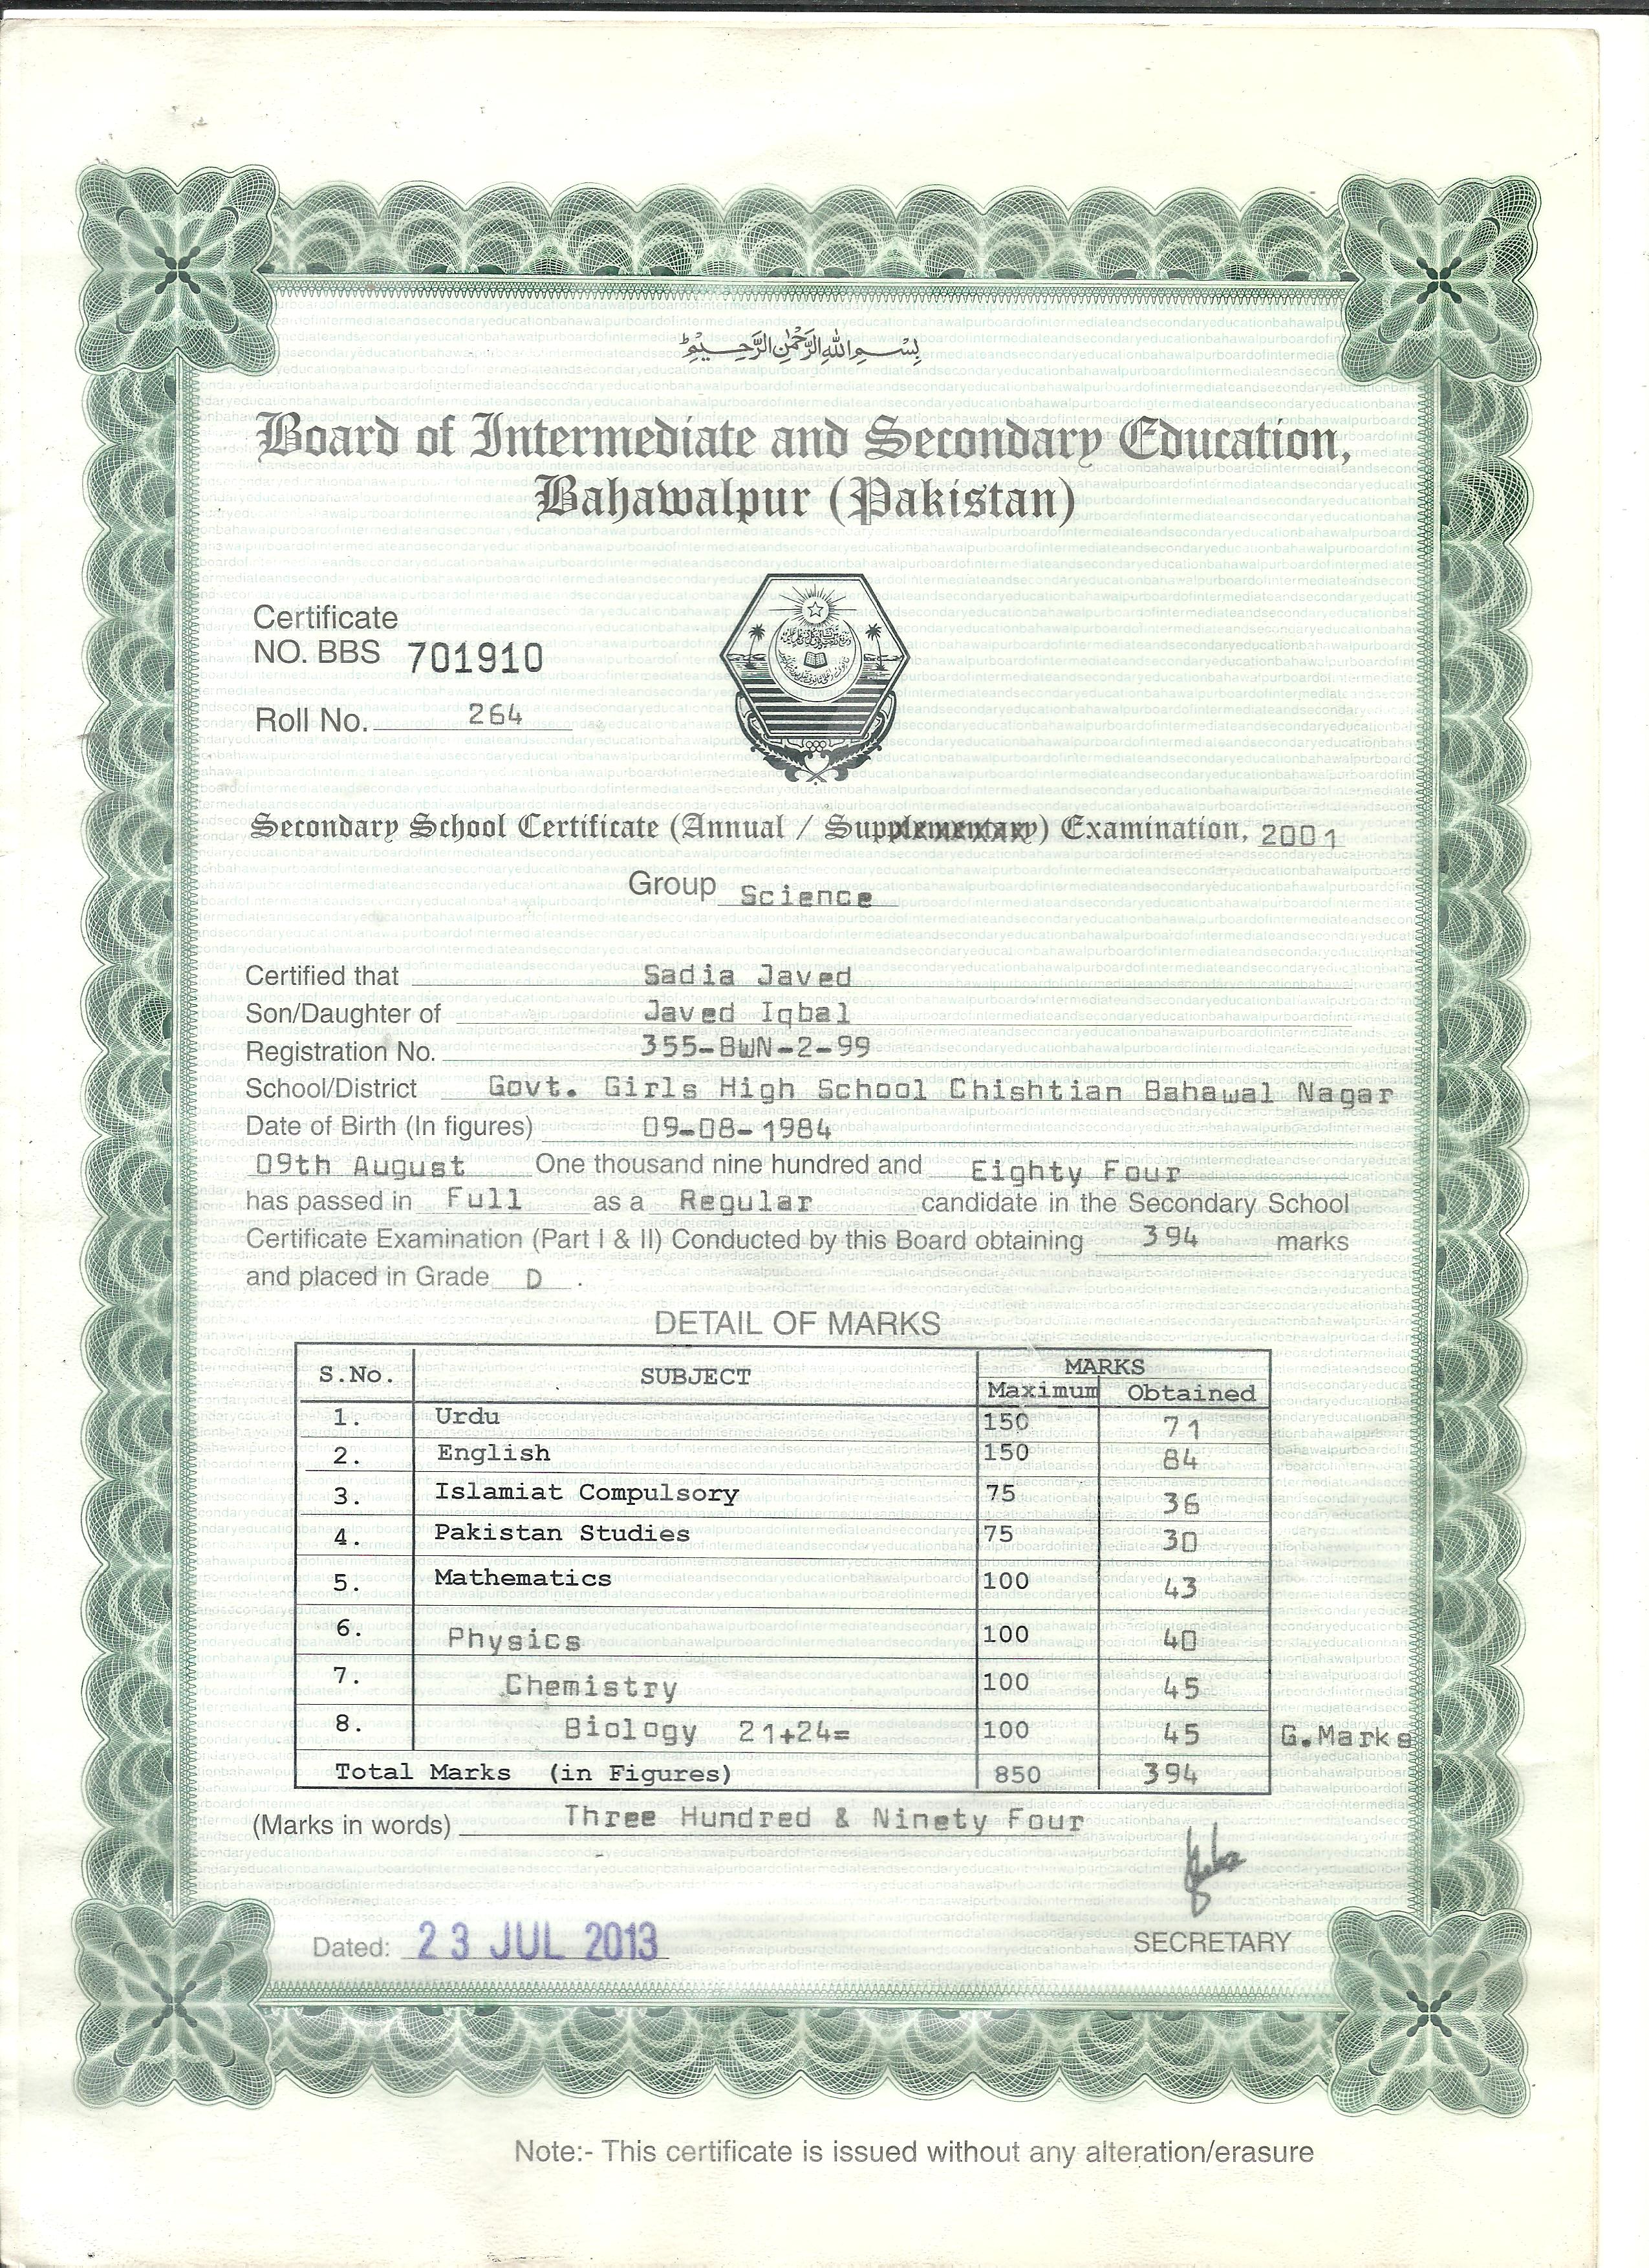 بِسْمِ اللهِ الرَّحْمٰنِ الرَّحِيْمِ
Board of Intermediate and Secondary Education,
Bahawalpur (Pakistan)
Certificate
NO. BBS 701910
Roll No. 264
Secondary School Certificate (Annual / Supplementary) Examination, 2001
Group Science
Certified that Sadia Javed
Son/Daughter of Javed Iqbal
Registration No. 355-BWN-2-99
School/District Govt. Girls High School Chishtian Bahawal Nagar
Date of Birth (In figures) 09-08-1984
09th August One thousand nine hundred and Eighty Four
has passed in Full as a Regular candidate in the Secondary School
Certificate Examination (Part I & II) Conducted by this Board obtaining 394 marks
and placed in Grade D .
DETAIL OF MARKS
S.No. SUBJECT MARKS
Maximum Obtained
1. Urdu 150 71
2. English 150 84
3. Islamiat Compulsory 75 36
4. Pakistan Studies 75 30
5. Mathematics 100 43
6. Physics 100 40
7. Chemistry 100 45
8. Biology 21+24= 100 45 G.Marks
Total Marks (in Figures) 850 394
(Marks in words) Three Hundred & Ninety Four
Dated: 23 JUL 2013
SECRETARY
Note:- This certificate is issued without any alteration/erasure